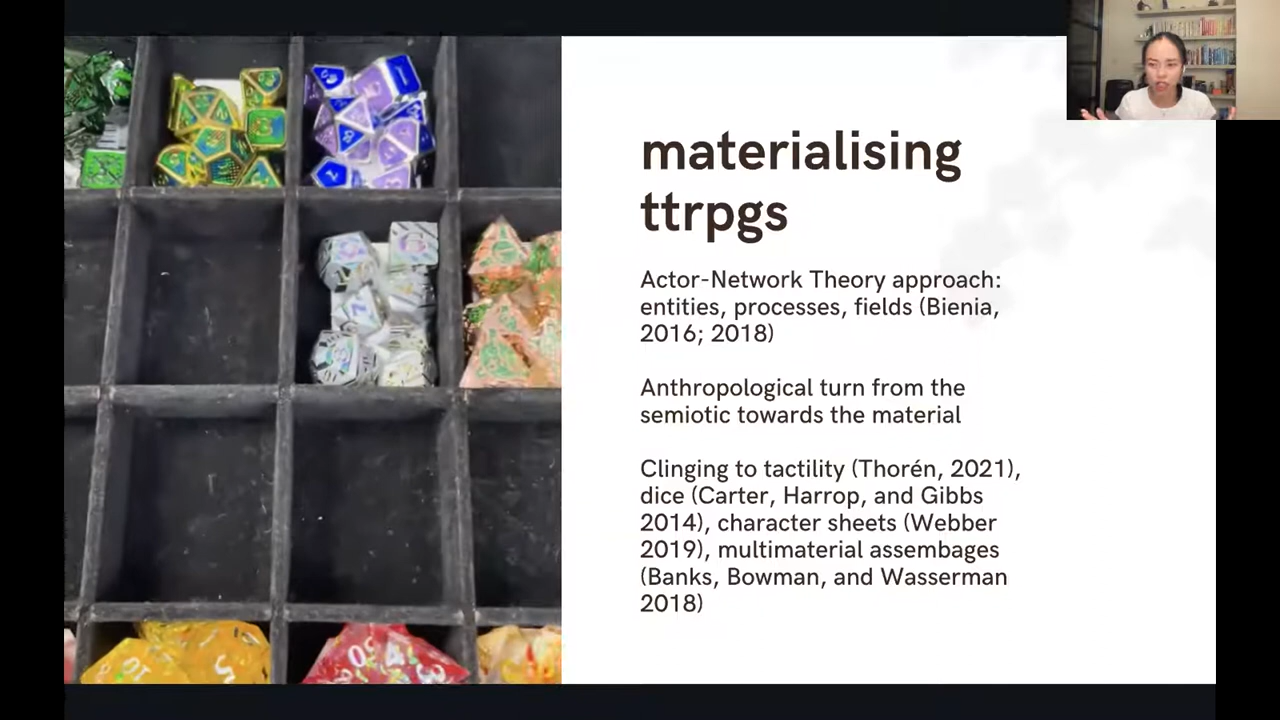 materialising
ttrpgs
Actor-Network Theory approach:
entities, processes, fields (Bienia,
2016; 2018)
Anthropological turn from the
semiotic towards the material
Clinging to tactility (Thorén, 2021),
dice (Carter, Harrop, and Gibbs
2014), character sheets (Webber
2019), multimaterial assembages
(Banks, Bowman, and Wasserman
2018)